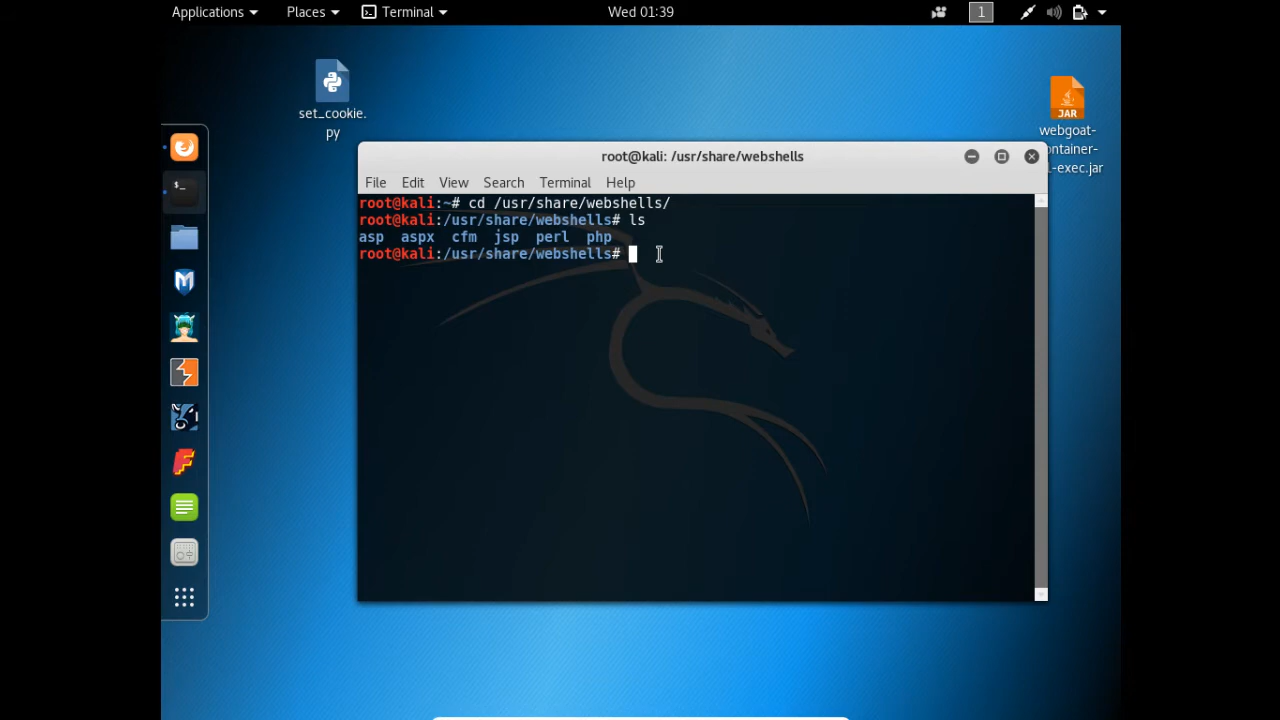 Applications Places Terminal Wed 01:39 1
set_cookie.
py
JAR
webgoat-
ontainer-
l-exec.jar
root@kali: /usr/share/webshells
File Edit View Search Terminal Help
root@kali:~# cd /usr/share/webshells/
root@kali:/usr/share/webshells# ls
asp aspx cfm jsp perl php
root@kali:/usr/share/webshells#